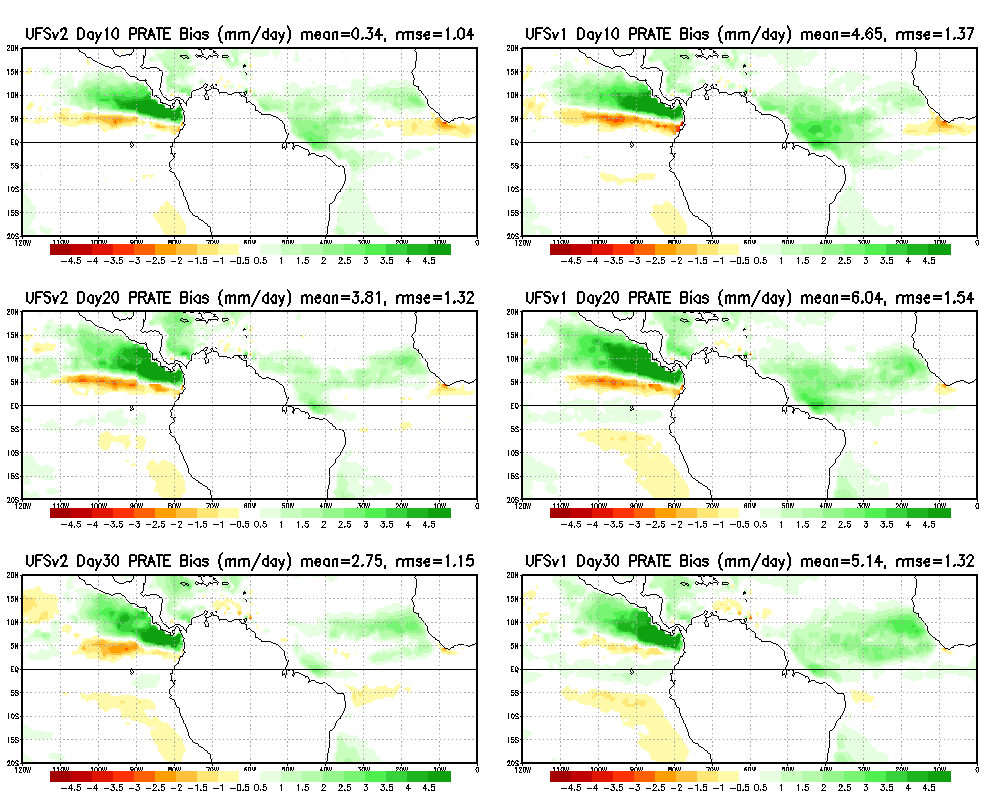 UFSv2 Day10 PRATE Bias (mm/day) mean=0.34, rmse=1.04
20N
15N
10N
5N
EQ
5S
10S
15S
20S
120W 110W 100W 90W 80W 70W 60W 50W 40W 30W 20W 10W 0
-4.5 -4 -3.5 -3 -2.5 -2 -1.5 -1 -0.5 0.5 1 1.5 2 2.5 3 3.5 4 4.5
UFSv1 Day10 PRATE Bias (mm/day) mean=4.65, rmse=1.37
20N
15N
10N
5N
EQ
5S
10S
15S
20S
120W 110W 100W 90W 80W 70W 60W 50W 40W 30W 20W 10W 0
-4.5 -4 -3.5 -3 -2.5 -2 -1.5 -1 -0.5 0.5 1 1.5 2 2.5 3 3.5 4 4.5
UFSv2 Day20 PRATE Bias (mm/day) mean=3.81, rmse=1.32
20N
15N
10N
5N
EQ
5S
10S
15S
20S
120W 110W 100W 90W 80W 70W 60W 50W 40W 30W 20W 10W 0
-4.5 -4 -3.5 -3 -2.5 -2 -1.5 -1 -0.5 0.5 1 1.5 2 2.5 3 3.5 4 4.5
UFSv1 Day20 PRATE Bias (mm/day) mean=6.04, rmse=1.54
20N
15N
10N
5N
EQ
5S
10S
15S
20S
120W 110W 100W 90W 80W 70W 60W 50W 40W 30W 20W 10W 0
-4.5 -4 -3.5 -3 -2.5 -2 -1.5 -1 -0.5 0.5 1 1.5 2 2.5 3 3.5 4 4.5
UFSv2 Day30 PRATE Bias (mm/day) mean=2.75, rmse=1.15
20N
15N
10N
5N
EQ
5S
10S
15S
20S
120W 110W 100W 90W 80W 70W 60W 50W 40W 30W 20W 10W 0
-4.5 -4 -3.5 -3 -2.5 -2 -1.5 -1 -0.5 0.5 1 1.5 2 2.5 3 3.5 4 4.5
UFSv1 Day30 PRATE Bias (mm/day) mean=5.14, rmse=1.32
20N
15N
10N
5N
EQ
5S
10S
15S
20S
120W 110W 100W 90W 80W 70W 60W 50W 40W 30W 20W 10W 0
-4.5 -4 -3.5 -3 -2.5 -2 -1.5 -1 -0.5 0.5 1 1.5 2 2.5 3 3.5 4 4.5